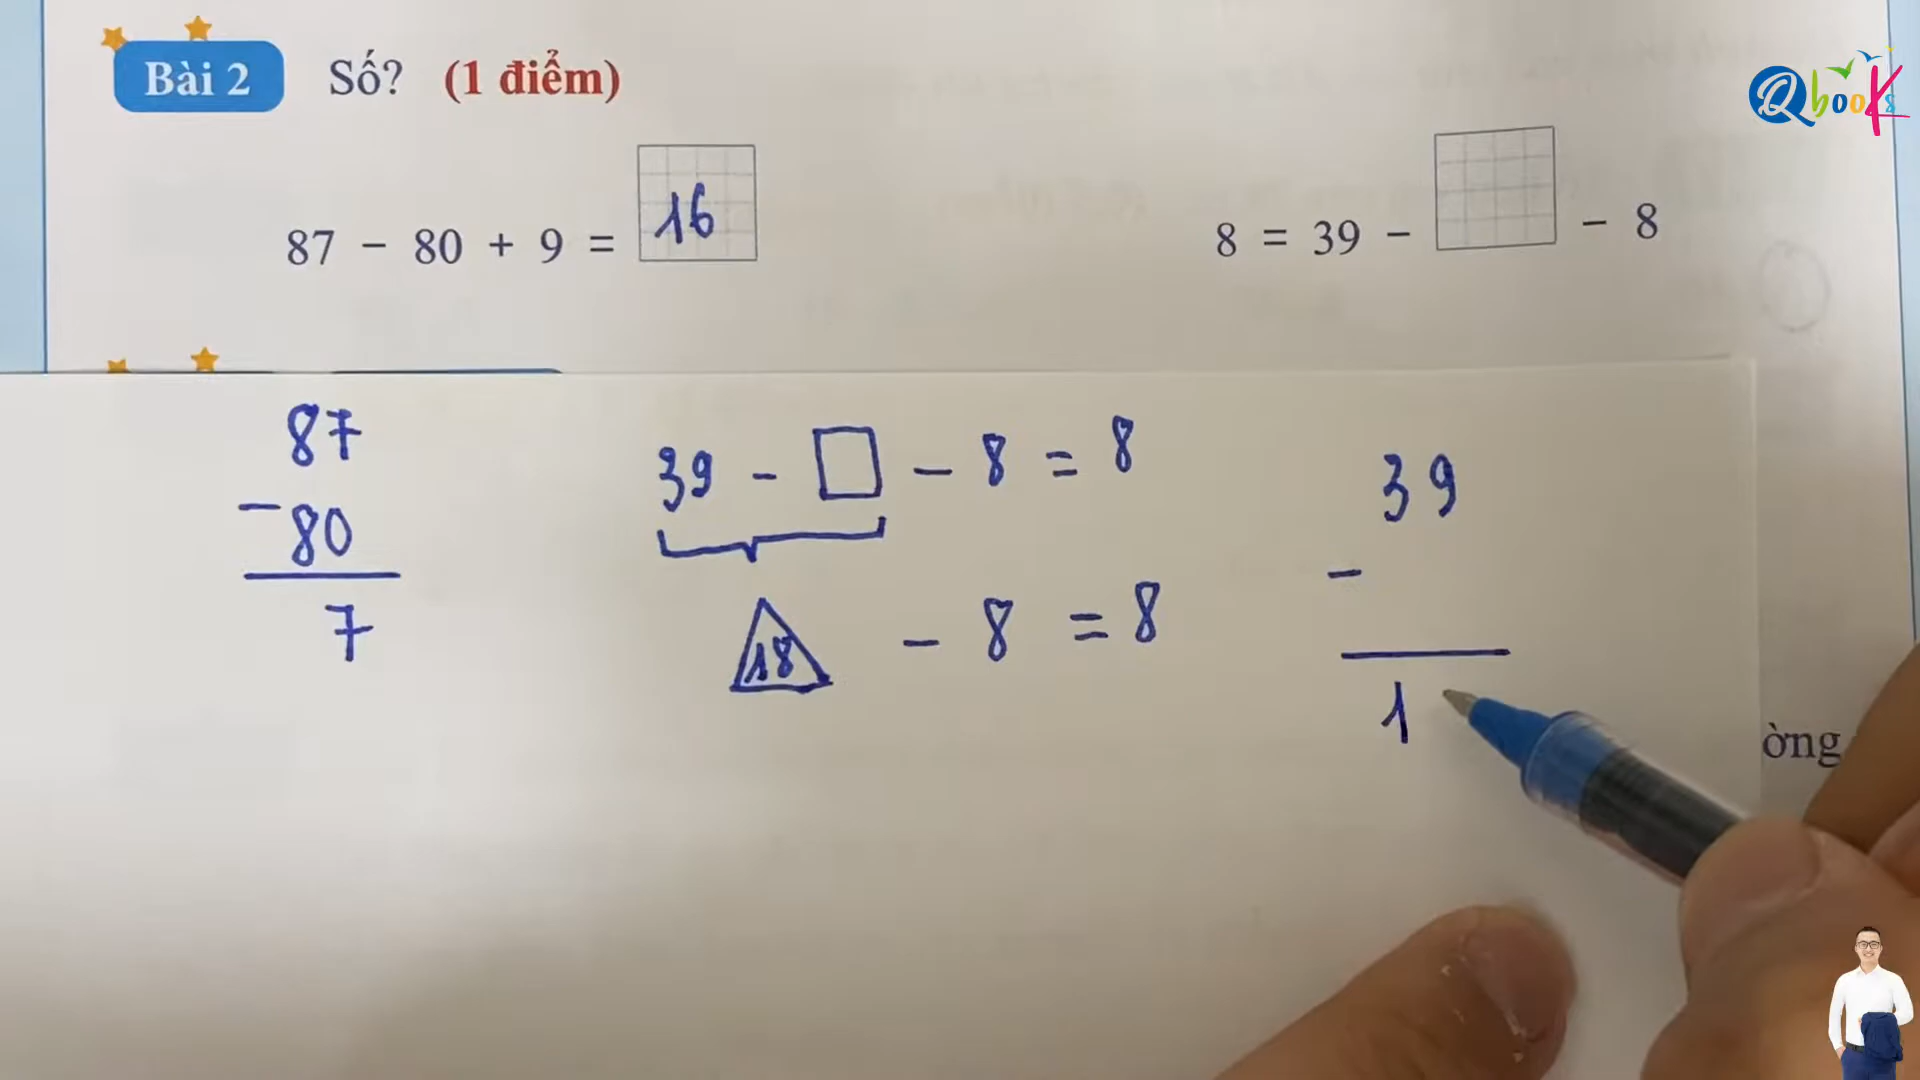 Bài 2 Số? (1 điểm)
Qbooks
87 - 80 + 9 = 16
8 = 39 - - 8
87
- 80
7
39 - □ - 8 = 8
18 - 8 = 8
39
-
1
ờng